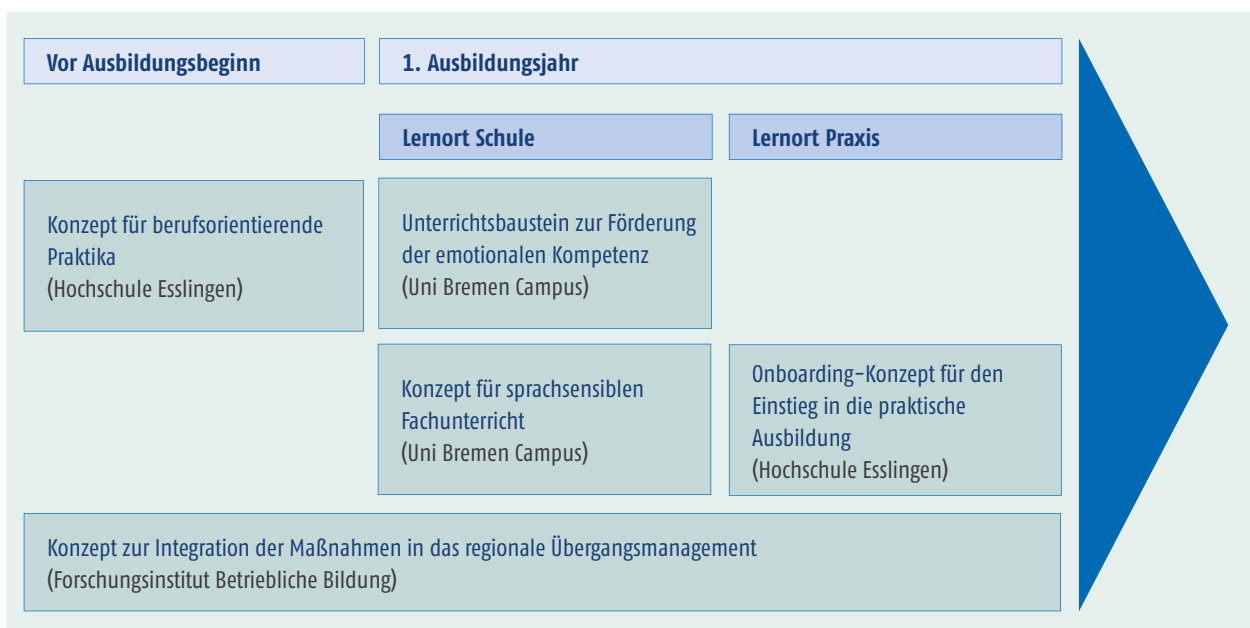 Vor Ausbildungsbeginn
1. Ausbildungsjahr
Lernort Schule
Lernort Praxis
Konzept für berufsorientierende
Praktika
(Hochschule Esslingen)
Unterrichtsbaustein zur Förderung
der emotionalen Kompetenz
(Uni Bremen Campus)
Konzept für sprachsensiblen
Fachunterricht
(Uni Bremen Campus)
Onboarding-Konzept für den
Einstieg in die praktische
Ausbildung
(Hochschule Esslingen)
Konzept zur Integration der Maßnahmen in das regionale Übergangsmanagement
(Forschungsinstitut Betriebliche Bildung)